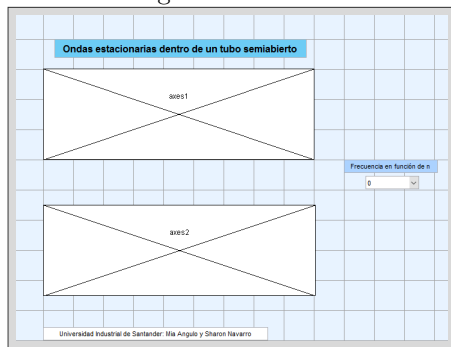 Ondas estacionarias dentro de un tubo semiabierto
axes1
Frecuencia en función de n
0
axes2
Universidad Industrial de Santander: Mia Angulo y Sharon Navarro